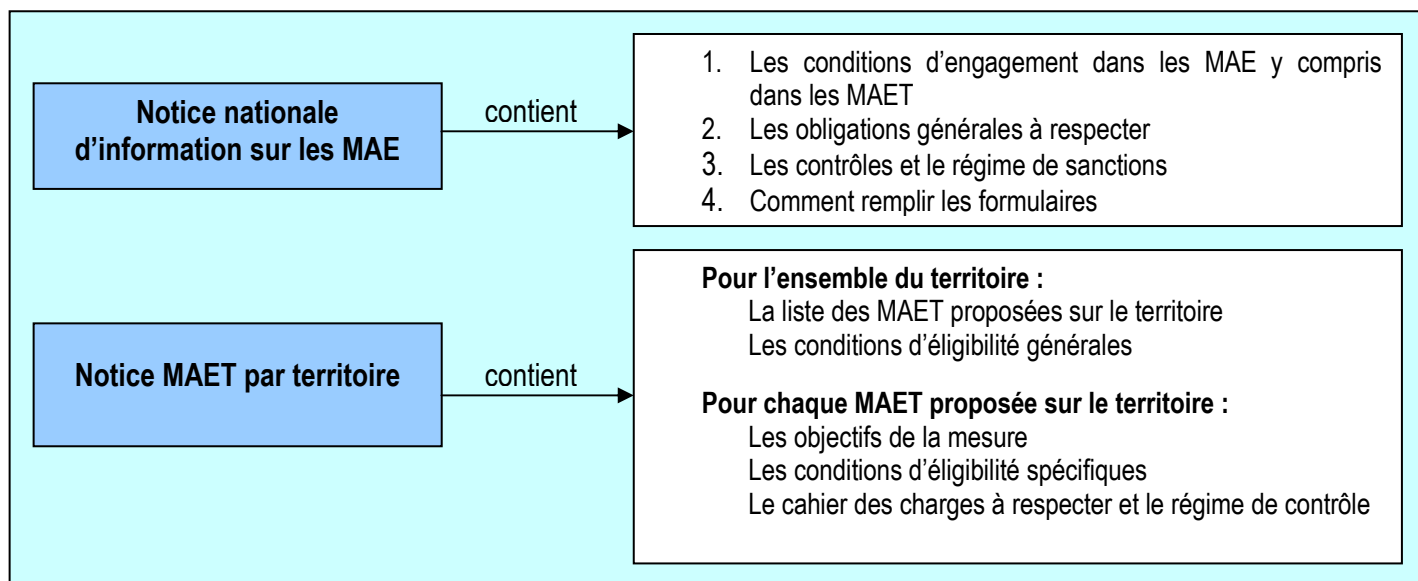 Notice nationale
d’information sur les MAE
contient
1. Les conditions d’engagement dans les MAE y compris
dans les MAET
2. Les obligations générales à respecter
3. Les contrôles et le régime de sanctions
4. Comment remplir les formulaires
Notice MAET par territoire
contient
Pour l’ensemble du territoire :
La liste des MAET proposées sur le territoire
Les conditions d’éligibilité générales
Pour chaque MAET proposée sur le territoire :
Les objectifs de la mesure
Les conditions d’éligibilité spécifiques
Le cahier des charges à respecter et le régime de contrôle